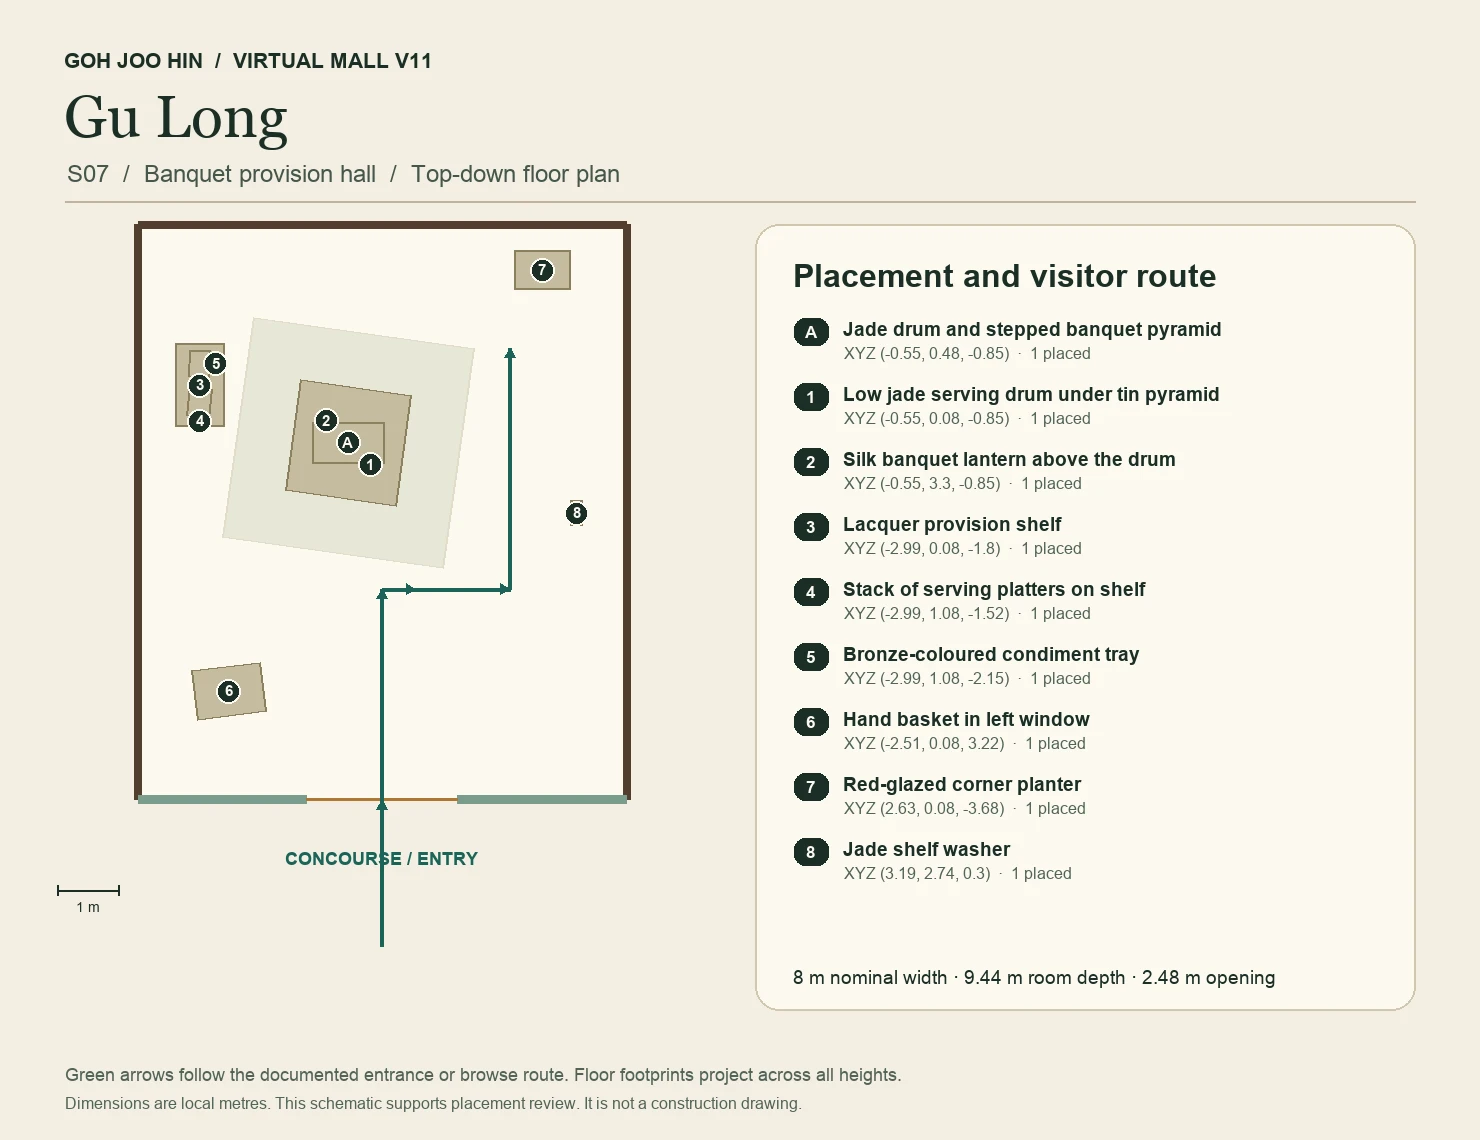 GOH JOO HIN / VIRTUAL MALL V11
Gu Long
S07 / Banquet provision hall / Top-down floor plan
7
5
3
4
2
A
1
8
6
CONCOURSE / ENTRY
1 m
Placement and visitor route
A Jade drum and stepped banquet pyramid
XYZ (-0.55, 0.48, -0.85) · 1 placed
1 Low jade serving drum under tin pyramid
XYZ (-0.55, 0.08, -0.85) · 1 placed
2 Silk banquet lantern above the drum
XYZ (-0.55, 3.3, -0.85) · 1 placed
3 Lacquer provision shelf
XYZ (-2.99, 0.08, -1.8) · 1 placed
4 Stack of serving platters on shelf
XYZ (-2.99, 1.08, -1.52) · 1 placed
5 Bronze-coloured condiment tray
XYZ (-2.99, 1.08, -2.15) · 1 placed
6 Hand basket in left window
XYZ (-2.51, 0.08, 3.22) · 1 placed
7 Red-glazed corner planter
XYZ (2.63, 0.08, -3.68) · 1 placed
8 Jade shelf washer
XYZ (3.19, 2.74, 0.3) · 1 placed
8 m nominal width · 9.44 m room depth · 2.48 m opening
Green arrows follow the documented entrance or browse route. Floor footprints project across all heights.
Dimensions are local metres. This schematic supports placement review. It is not a construction drawing.